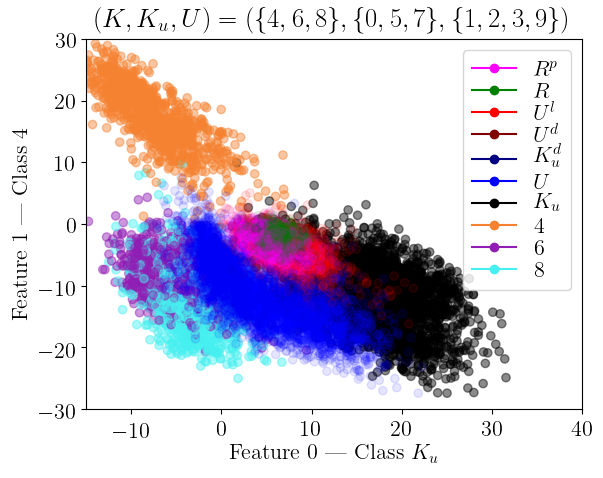 (K, K_u, U) = ({4, 6, 8}, {0, 5, 7}, {1, 2, 3, 9})
30
20
10
0
−10
−20
−30
Feature 1 — Class 4
R^p
R
U^l
U^d
K_u^d
U
K_u
4
6
8
−10
0
10
20
30
40
Feature 0 — Class K_u